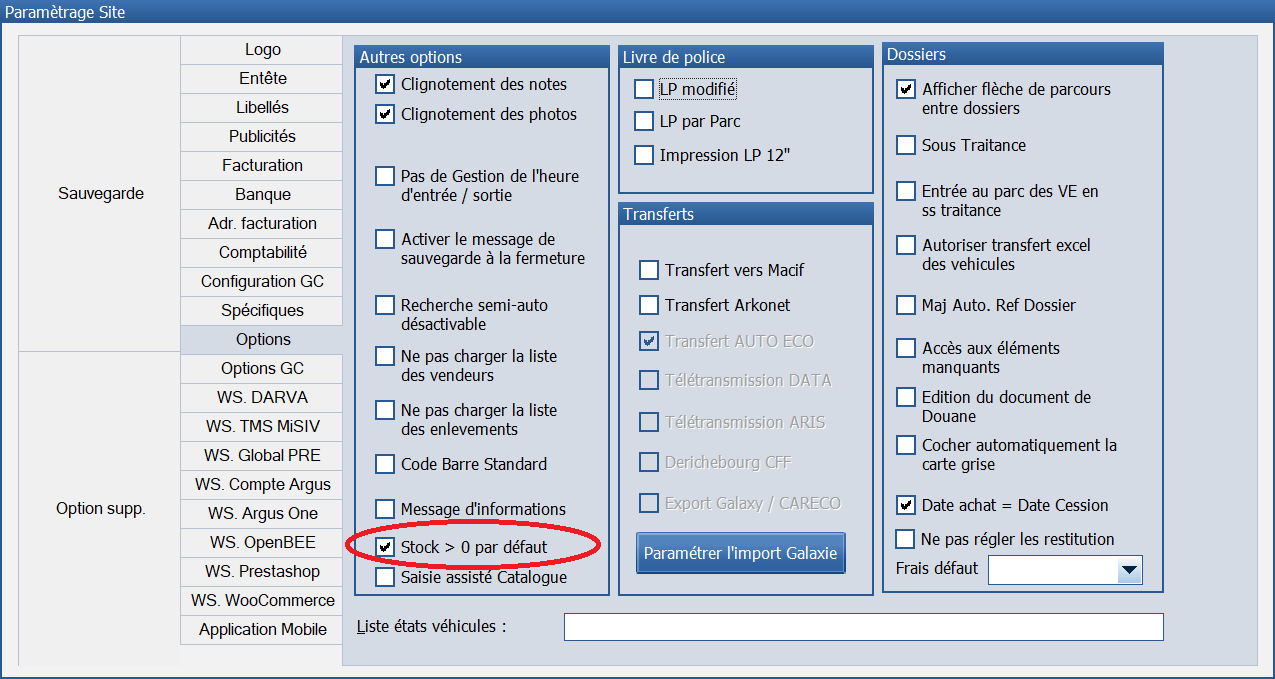 Paramètrage Site
Sauvegarde
Option supp.
Logo
Entête
Libellés
Publicités
Facturation
Banque
Adr. facturation
Comptabilité
Configuration GC
Spécifiques
Options
Options GC
WS. DARVA
WS. TMS MiSIV
WS. Global PRE
WS. Compte Argus
WS. Argus One
WS. OpenBEE
WS. Prestashop
WS. WooCommerce
Application Mobile
Autres options
Clignotement des notes
Clignotement des photos
Pas de Gestion de l'heure
d'entrée / sortie
Activer le message de
sauvegarde à la fermeture
Recherche semi-auto
désactivable
Ne pas charger la liste
des vendeurs
Ne pas charger la liste
des enlevements
Code Barre Standard
Message d'informations
Stock > 0 par défaut
Saisie assisté Catalogue
Livre de police
LP modifié
LP par Parc
Impression LP 12"
Transferts
Transfert vers Macif
Transfert Arkonet
Transfert AUTO ECO
Télétransmission DATA
Télétransmission ARIS
Derichebourg CFF
Export Galaxy / CARECO
Paramétrer l'import Galaxie
Dossiers
Afficher flèche de parcours
entre dossiers
Sous Traitance
Entrée au parc des VE en
ss traitance
Autoriser transfert excel
des vehicules
Maj Auto. Ref Dossier
Accès aux éléments
manquants
Edition du document de
Douane
Cocher automatiquement la
carte grise
Date achat = Date Cession
Ne pas régler les restitution
Frais défaut
Liste états véhicules :